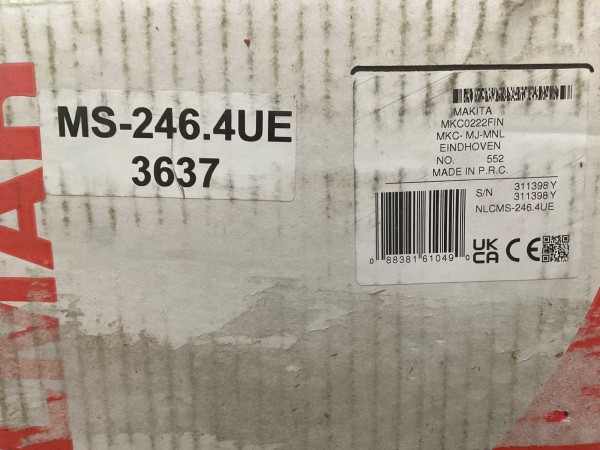 LMAR
MS-246.4UE
3637
MAKITA
MKC0222FIN
MKC- MJ-MNL
EINDHOVEN
NO. 552
MADE IN P.R.C.
S/N 311398Y
311398Y
NLCMS-246.4UE
0 88381 61049 0
UK
CA CE